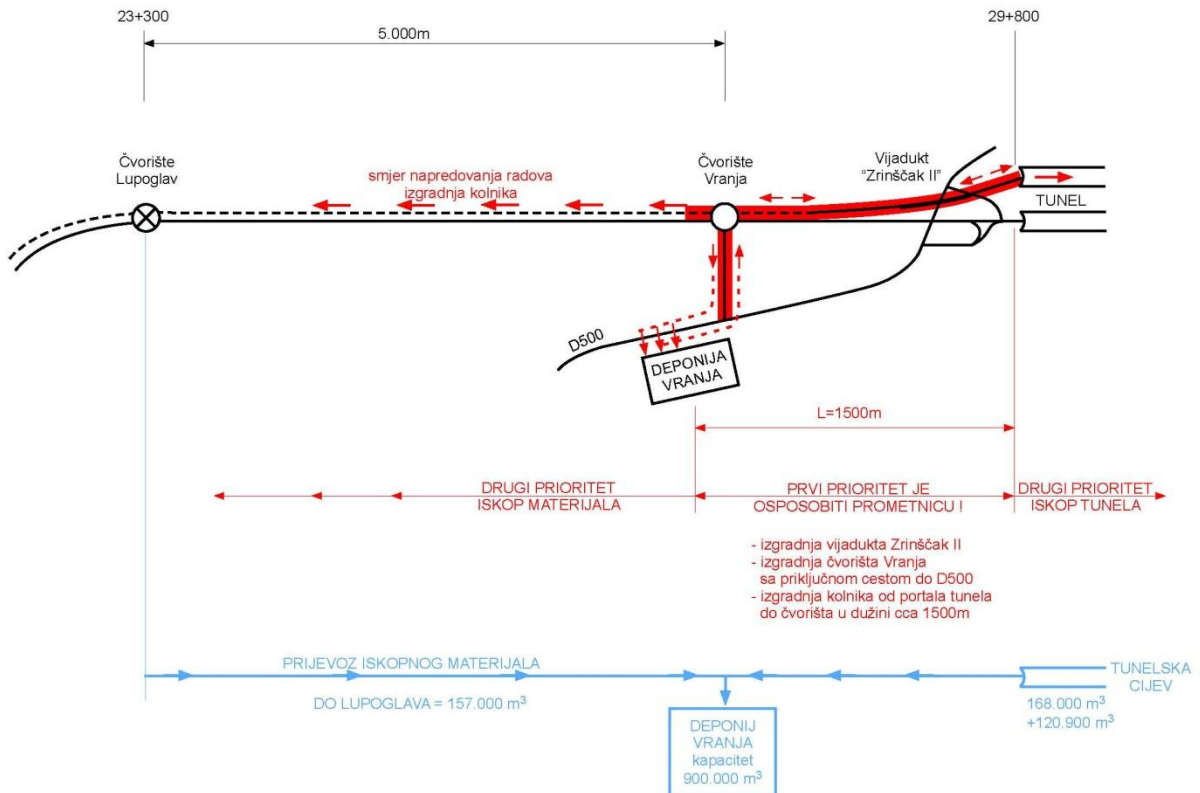 23+300
29+800
5.000m
Čvorište
Lupoglav
smjer napredovanja radova
izgradnja kolnika
Čvorište
Vranja
Vijadukt
"Zrinščak II"
TUNEL
D500
DEPONIJA
VRANJA
L=1500m
DRUGI PRIORITET
ISKOP MATERIJALA
PRVI PRIORITET JE
OSPOSOBITI PROMETNICU !
DRUGI PRIORITET
ISKOP TUNELA
- izgradnja vijadukta Zrinščak II
- izgradnja čvorišta Vranja
sa priključnom cestom do D500
- izgradnja kolnika od portala tunela
do čvorišta u dužini cca 1500m
PRIJEVOZ ISKOPNOG MATERIJALA
DO LUPOGLAVA = 157.000 m³
TUNELSKA
CIJEV
168.000 m³
+120.900 m³
DEPONIJ
VRANJA
kapacitet
900.000 m³